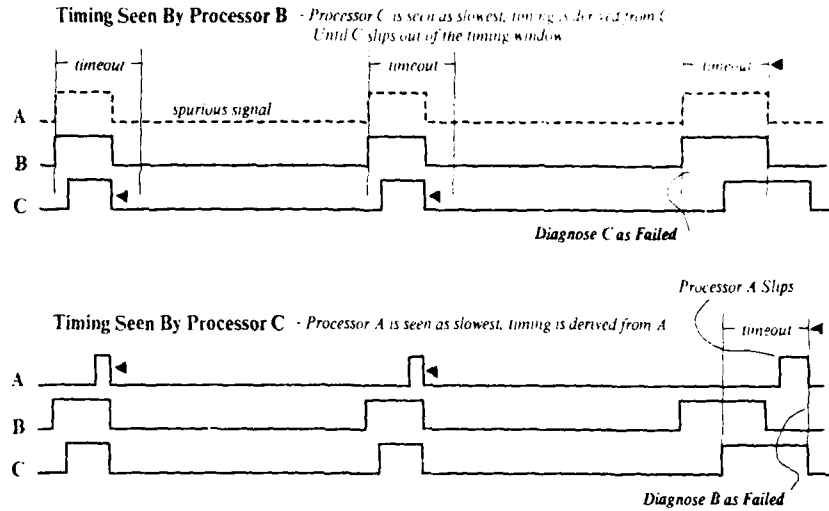 Timing Seen By Processor B - Processor C is seen as slowest, timing is derived from C
Until C slips out of the timing window
timeout timeout timeout
A spurious signal
B
C
Diagnose C as Failed
Processor A Slips
Timing Seen By Processor C - Processor A is seen as slowest, timing is derived from A
timeout
A
B
C
Diagnose B as Failed